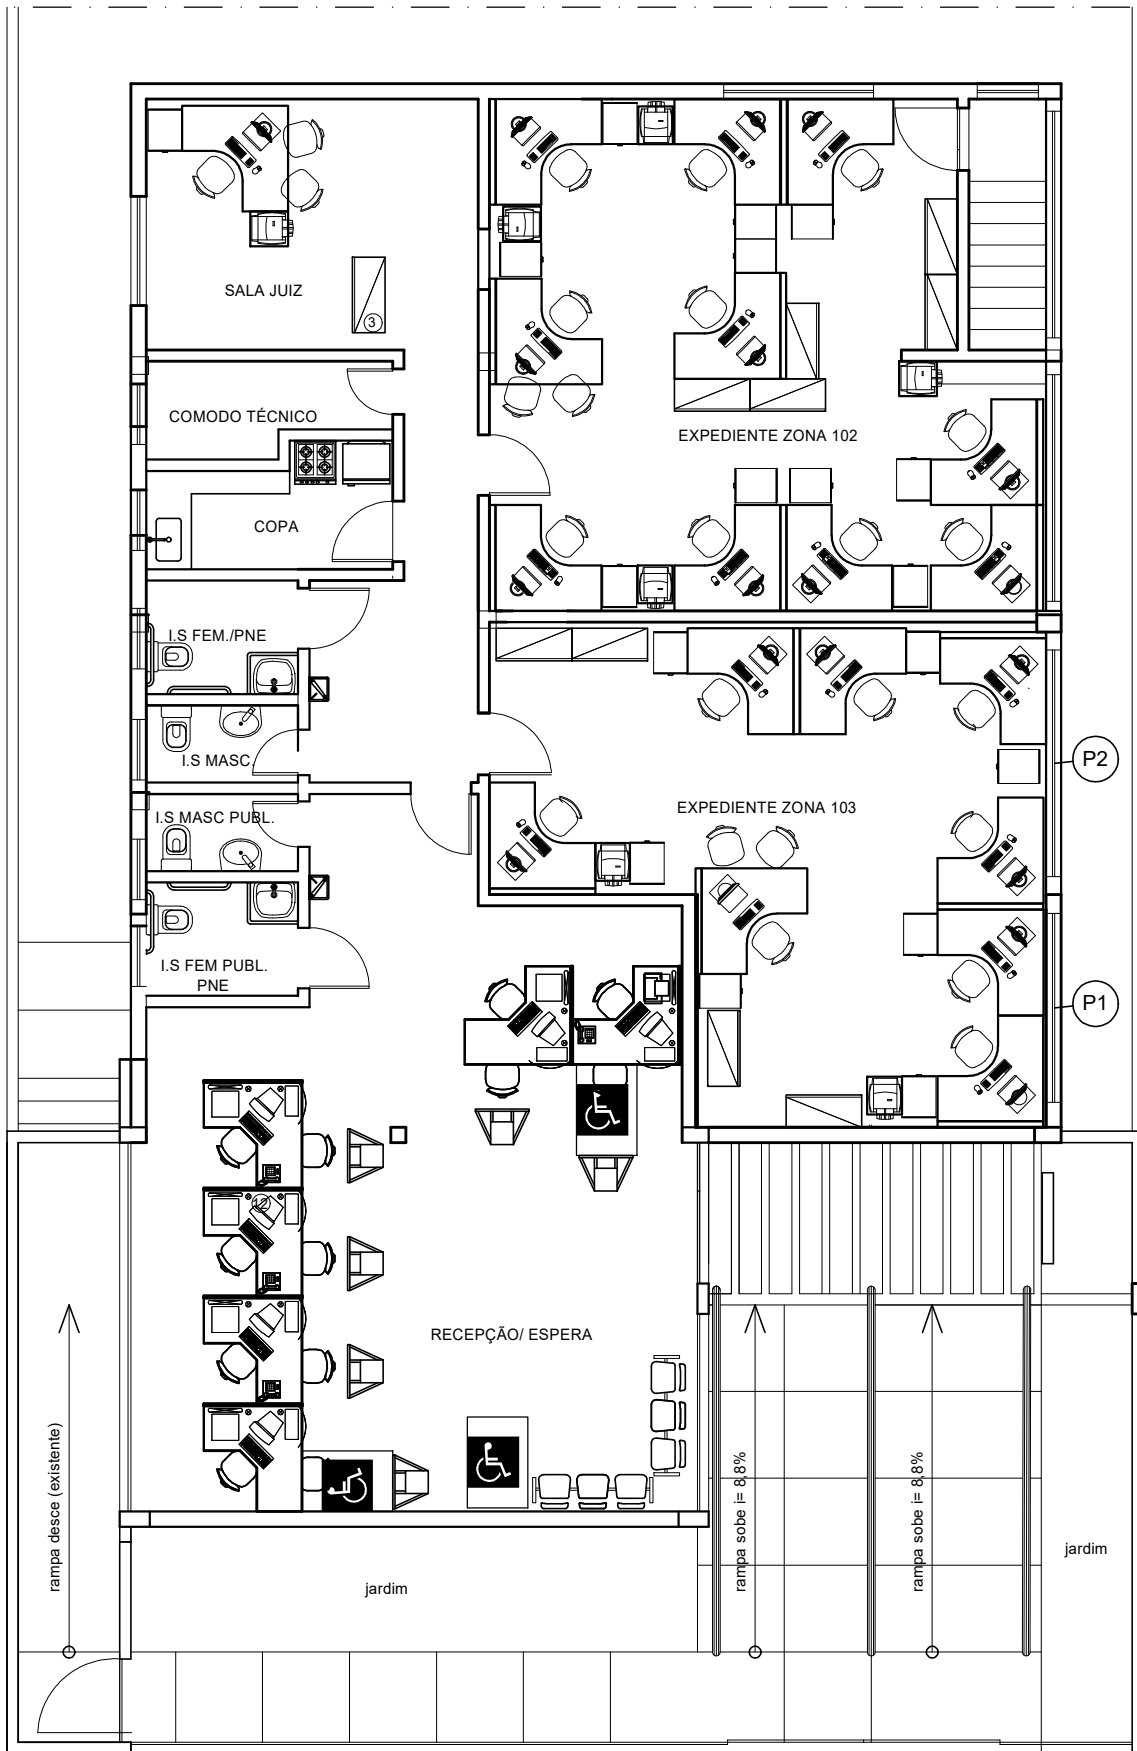 SALA JUIZ
3
COMODO TÉCNICO
EXPEDIENTE ZONA 102
COPA
I.S FEM./PNE
I.S MASC.
P2
I.S MASC PUBL.
EXPEDIENTE ZONA 103
I.S FEM PUBL.
PNE
P1
12
RECEPÇÃO/ ESPERA
rampa desce (existente)
rampa sobe i= 8,8%
rampa sobe i= 8,8%
jardim
jardim